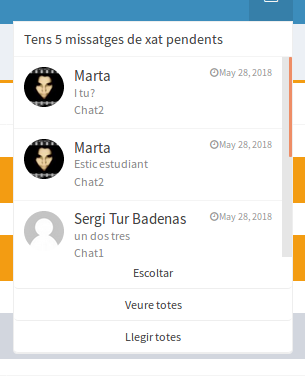 Tens 5 missatges de xat pendents
Marta
May 28, 2018
I tu?
Chat2
Marta
May 28, 2018
Estic estudiant
Chat2
Sergi Tur Badenas
May 28, 2018
un dos tres
Chat1
Escoltar
Veure totes
Llegir totes